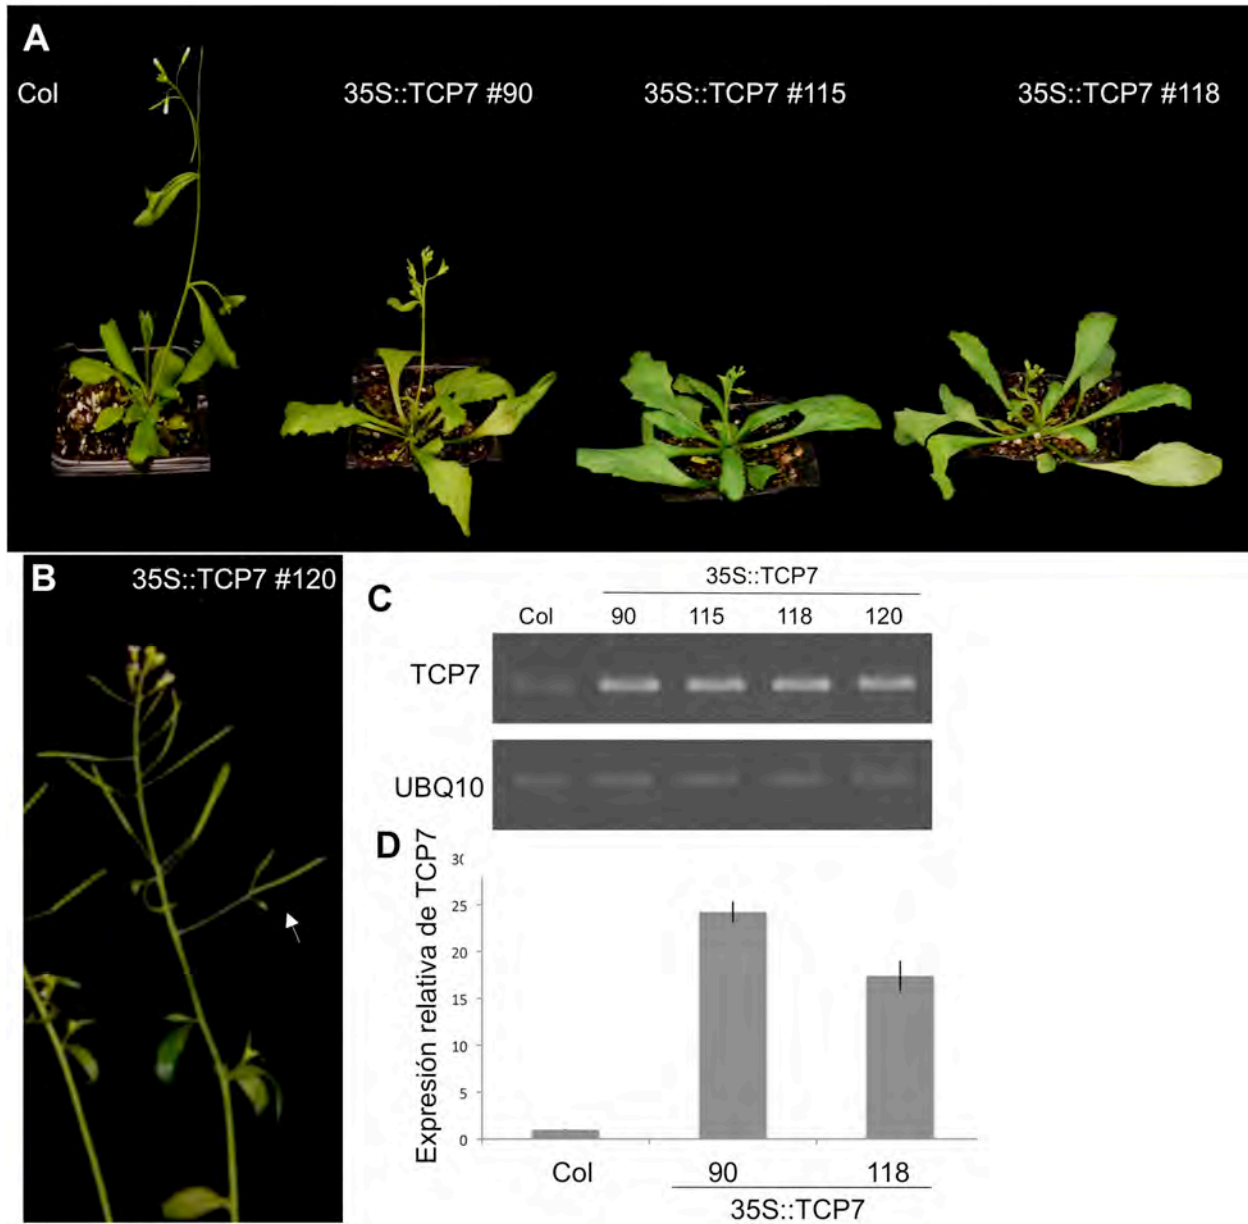 A
Col
35S::TCP7 #90
35S::TCP7 #115
35S::TCP7 #118
B
35S::TCP7 #120
C
35S::TCP7
Col 90 115 118 120
TCP7
UBQ10
D
Expresión relativa de TCP7
25
20
15
10
5
0
Col 90 118
35S::TCP7